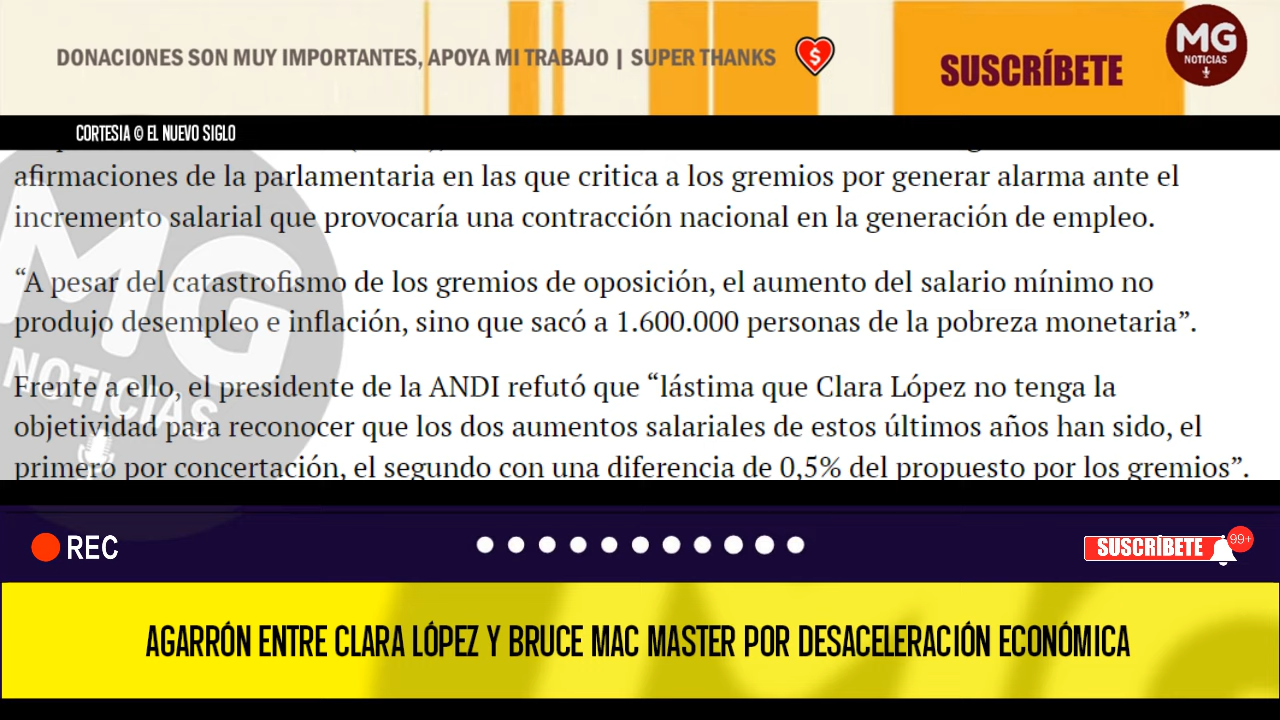 DONACIONES SON MUY IMPORTANTES, APOYA MI TRABAJO | SUPER THANKS
$
SUSCRÍBETE
MG
NOTICIAS
CORTESIA © EL NUEVO SIGLO
afirmaciones de la parlamentaria en las que critica a los gremios por generar alarma ante el
incremento salarial que provocaría una contracción nacional en la generación de empleo.
“A pesar del catastrofismo de los gremios de oposición, el aumento del salario mínimo no
produjo desempleo e inflación, sino que sacó a 1.600.000 personas de la pobreza monetaria”.
Frente a ello, el presidente de la ANDI refutó que “lástima que Clara López no tenga la
objetividad para reconocer que los dos aumentos salariales de estos últimos años han sido, el
primero por concertación, el segundo con una diferencia de 0,5% del propuesto por los gremios”.
MG
NOTICIAS
REC
SUSCRÍBETE
99+
AGARRÓN ENTRE CLARA LÓPEZ Y BRUCE MAC MASTER POR DESACELERACIÓN ECONÓMICA